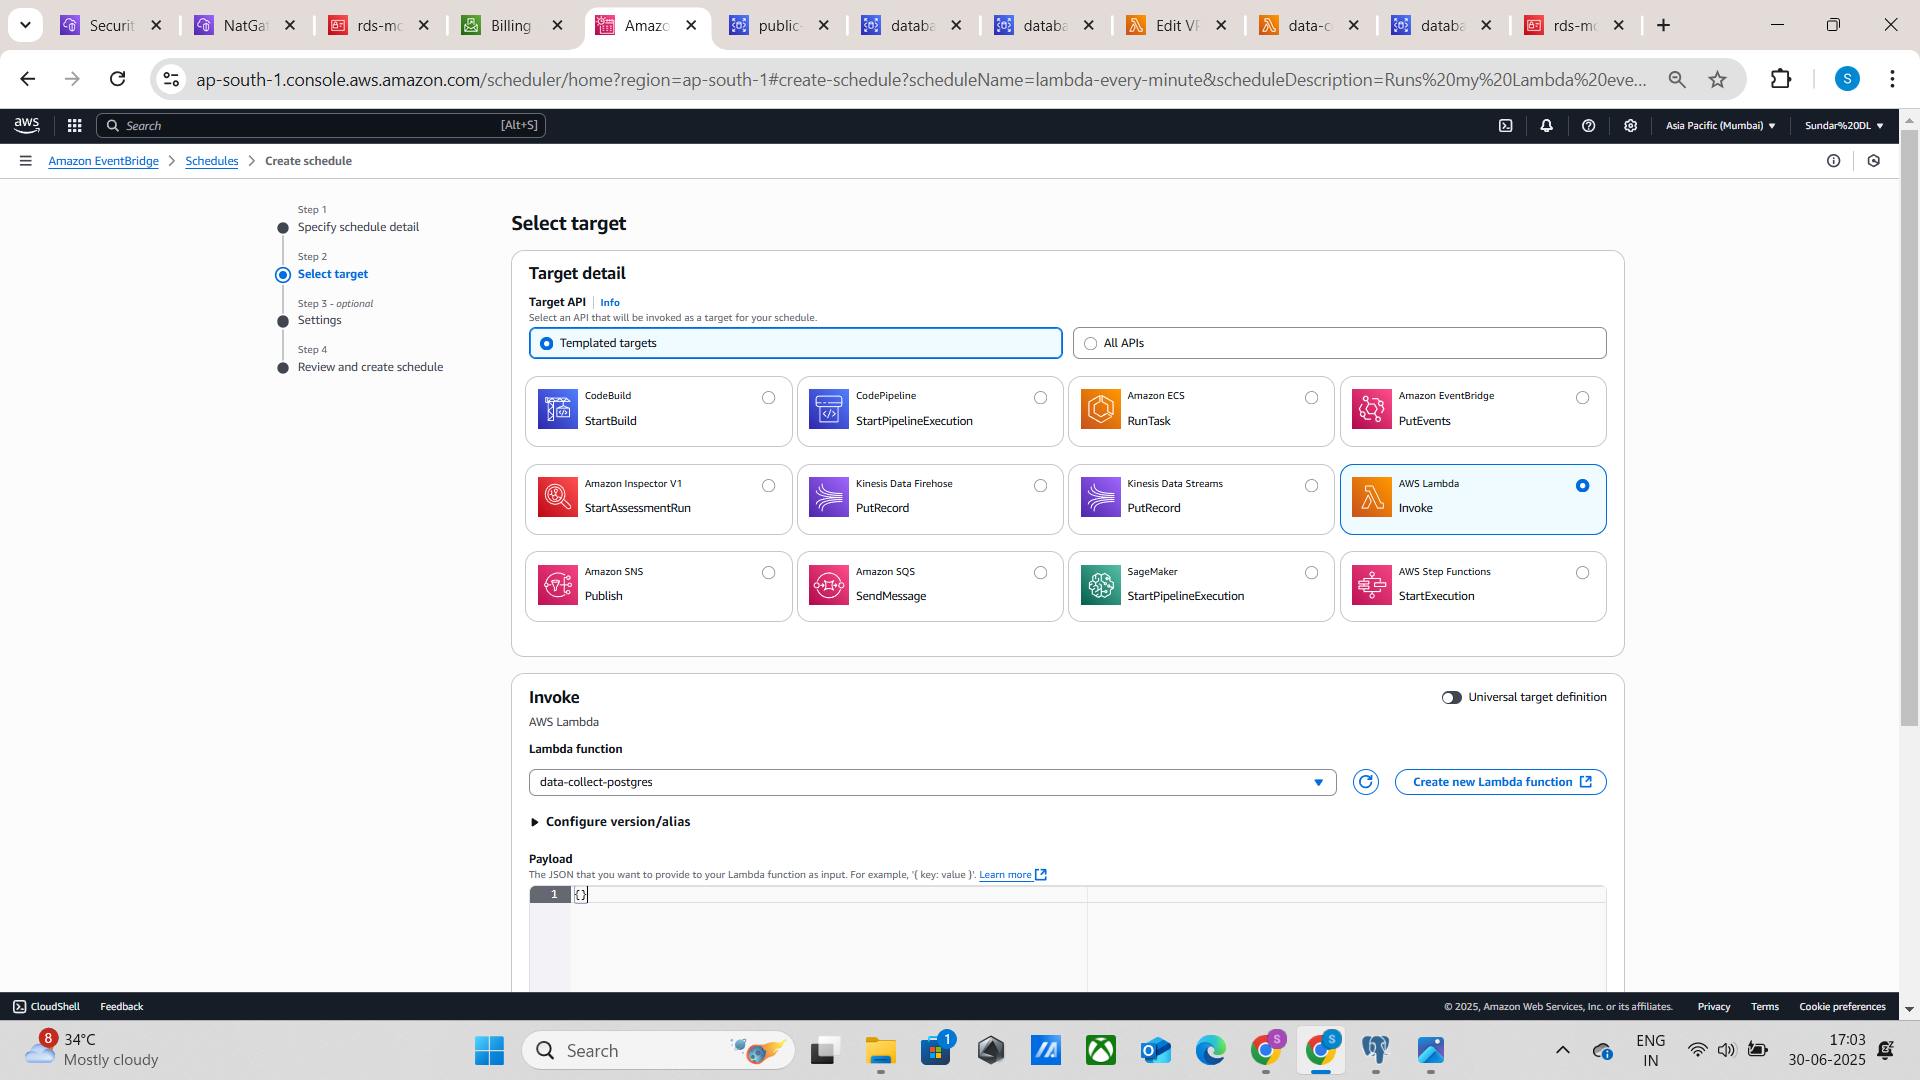 Securit
NatGat
rds-mo
Billing
Amazo
public-
databa
databa
Edit VP
data-co
databa
rds-mo
ap-south-1.console.aws.amazon.com/scheduler/home?region=ap-south-1#create-schedule?scheduleName=lambda-every-minute&scheduleDescription=Runs%20my%20Lambda%20eve...
S
aws
Search
[Alt+S]
Asia Pacific (Mumbai)
Sundar%20DL
Amazon EventBridge
Schedules
Create schedule
Step 1
Specify schedule detail
Step 2
Select target
Step 3 - optional
Settings
Step 4
Review and create schedule
Select target
Target detail
Target API
Info
Select an API that will be invoked as a target for your schedule.
Templated targets
All APIs
CodeBuild
StartBuild
CodePipeline
StartPipelineExecution
Amazon ECS
RunTask
Amazon EventBridge
PutEvents
Amazon Inspector V1
StartAssessmentRun
Kinesis Data Firehose
PutRecord
Kinesis Data Streams
PutRecord
AWS Lambda
Invoke
Amazon SNS
Publish
Amazon SQS
SendMessage
SageMaker
StartPipelineExecution
AWS Step Functions
StartExecution
Invoke
Universal target definition
AWS Lambda
Lambda function
data-collect-postgres
Create new Lambda function
Configure version/alias
Payload
The JSON that you want to provide to your Lambda function as input. For example, '{ key: value }'. Learn more
1
{}
CloudShell
Feedback
© 2025, Amazon Web Services, Inc. or its affiliates.
Privacy
Terms
Cookie preferences
8
34°C
Mostly cloudy
Search
1
S
S
ENG
IN
17:03
30-06-2025